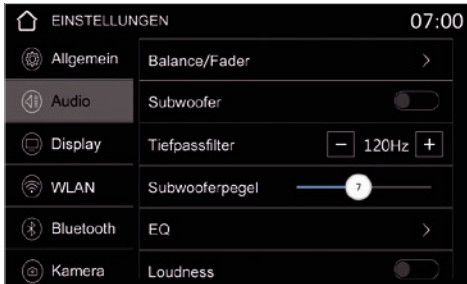 EINSTELLUNGEN 07:00
Allgemein
Audio
Display
WLAN
Bluetooth
Kamera
Balance/Fader
Subwoofer
Tiefpassfilter − 120Hz +
Subwooferpegel 7
EQ
Loudness